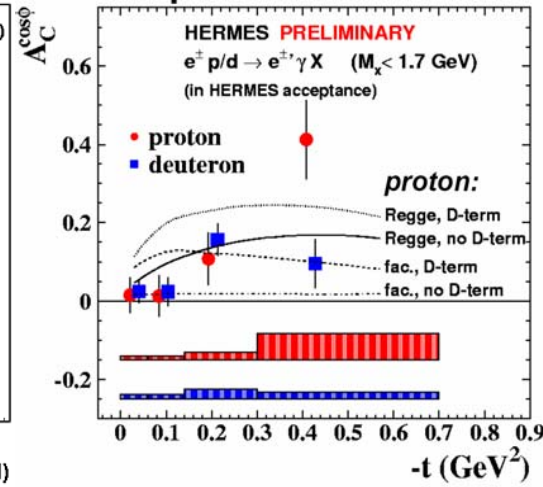 )
A_C^cosϕ
HERMES PRELIMINARY
e± p/d → e±' γ X (Mx< 1.7 GeV)
(in HERMES acceptance)
proton
deuteron
proton:
Regge, D-term
Regge, no D-term
fac., D-term
fac., no D-term
0.6
0.4
0.2
0
-0.2
0 0.1 0.2 0.3 0.4 0.5 0.6 0.7 0.8 0.9
-t (GeV²)
)